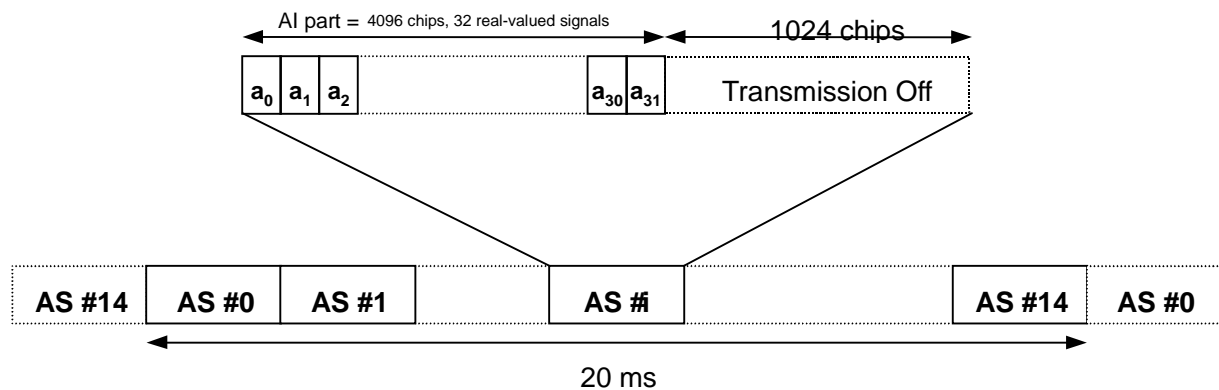 AI part = 4096 chips, 32 real-valued signals
1024 chips
a0 a1 a2 a30 a31 Transmission Off
AS #14 AS #0 AS #1 AS #i AS #14 AS #0
20 ms